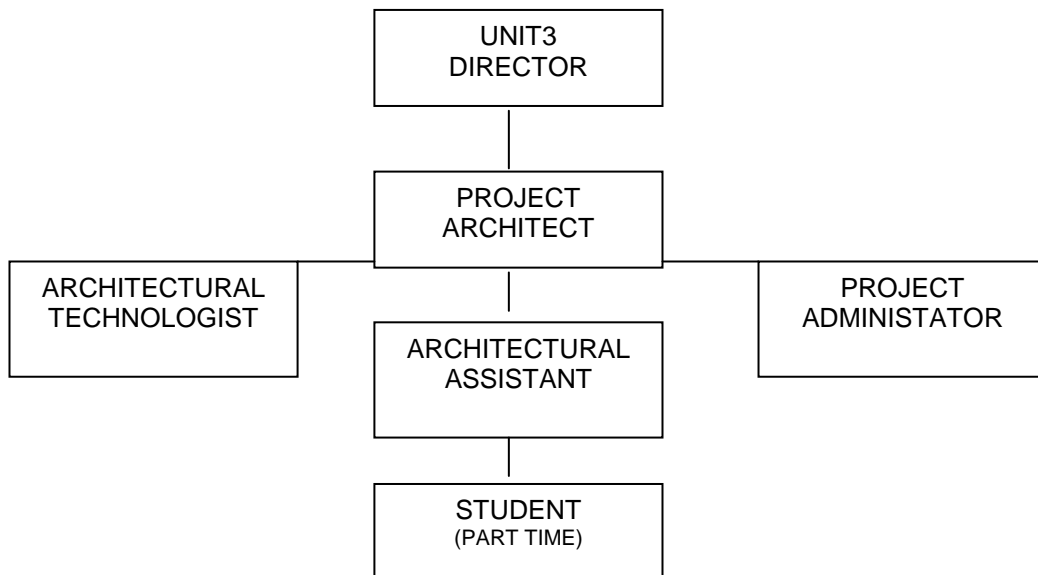 UNIT3
DIRECTOR
PROJECT
ARCHITECT
ARCHITECTURAL
TECHNOLOGIST
PROJECT
ADMINISTATOR
ARCHITECTURAL
ASSISTANT
STUDENT
(PART TIME)